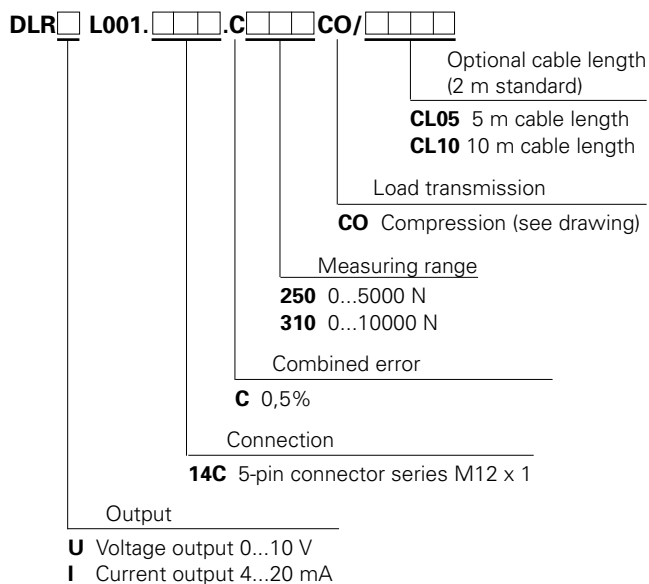 DLR□ L001.□□□.C□□□CO/□□□□
Optional cable length
(2 m standard)
CL05 5 m cable length
CL10 10 m cable length
Load transmission
CO Compression (see drawing)
Measuring range
250 0...5000 N
310 0...10000 N
Combined error
C 0,5%
Connection
14C 5-pin connector series M12 x 1
Output
U Voltage output 0...10 V
I Current output 4...20 mA